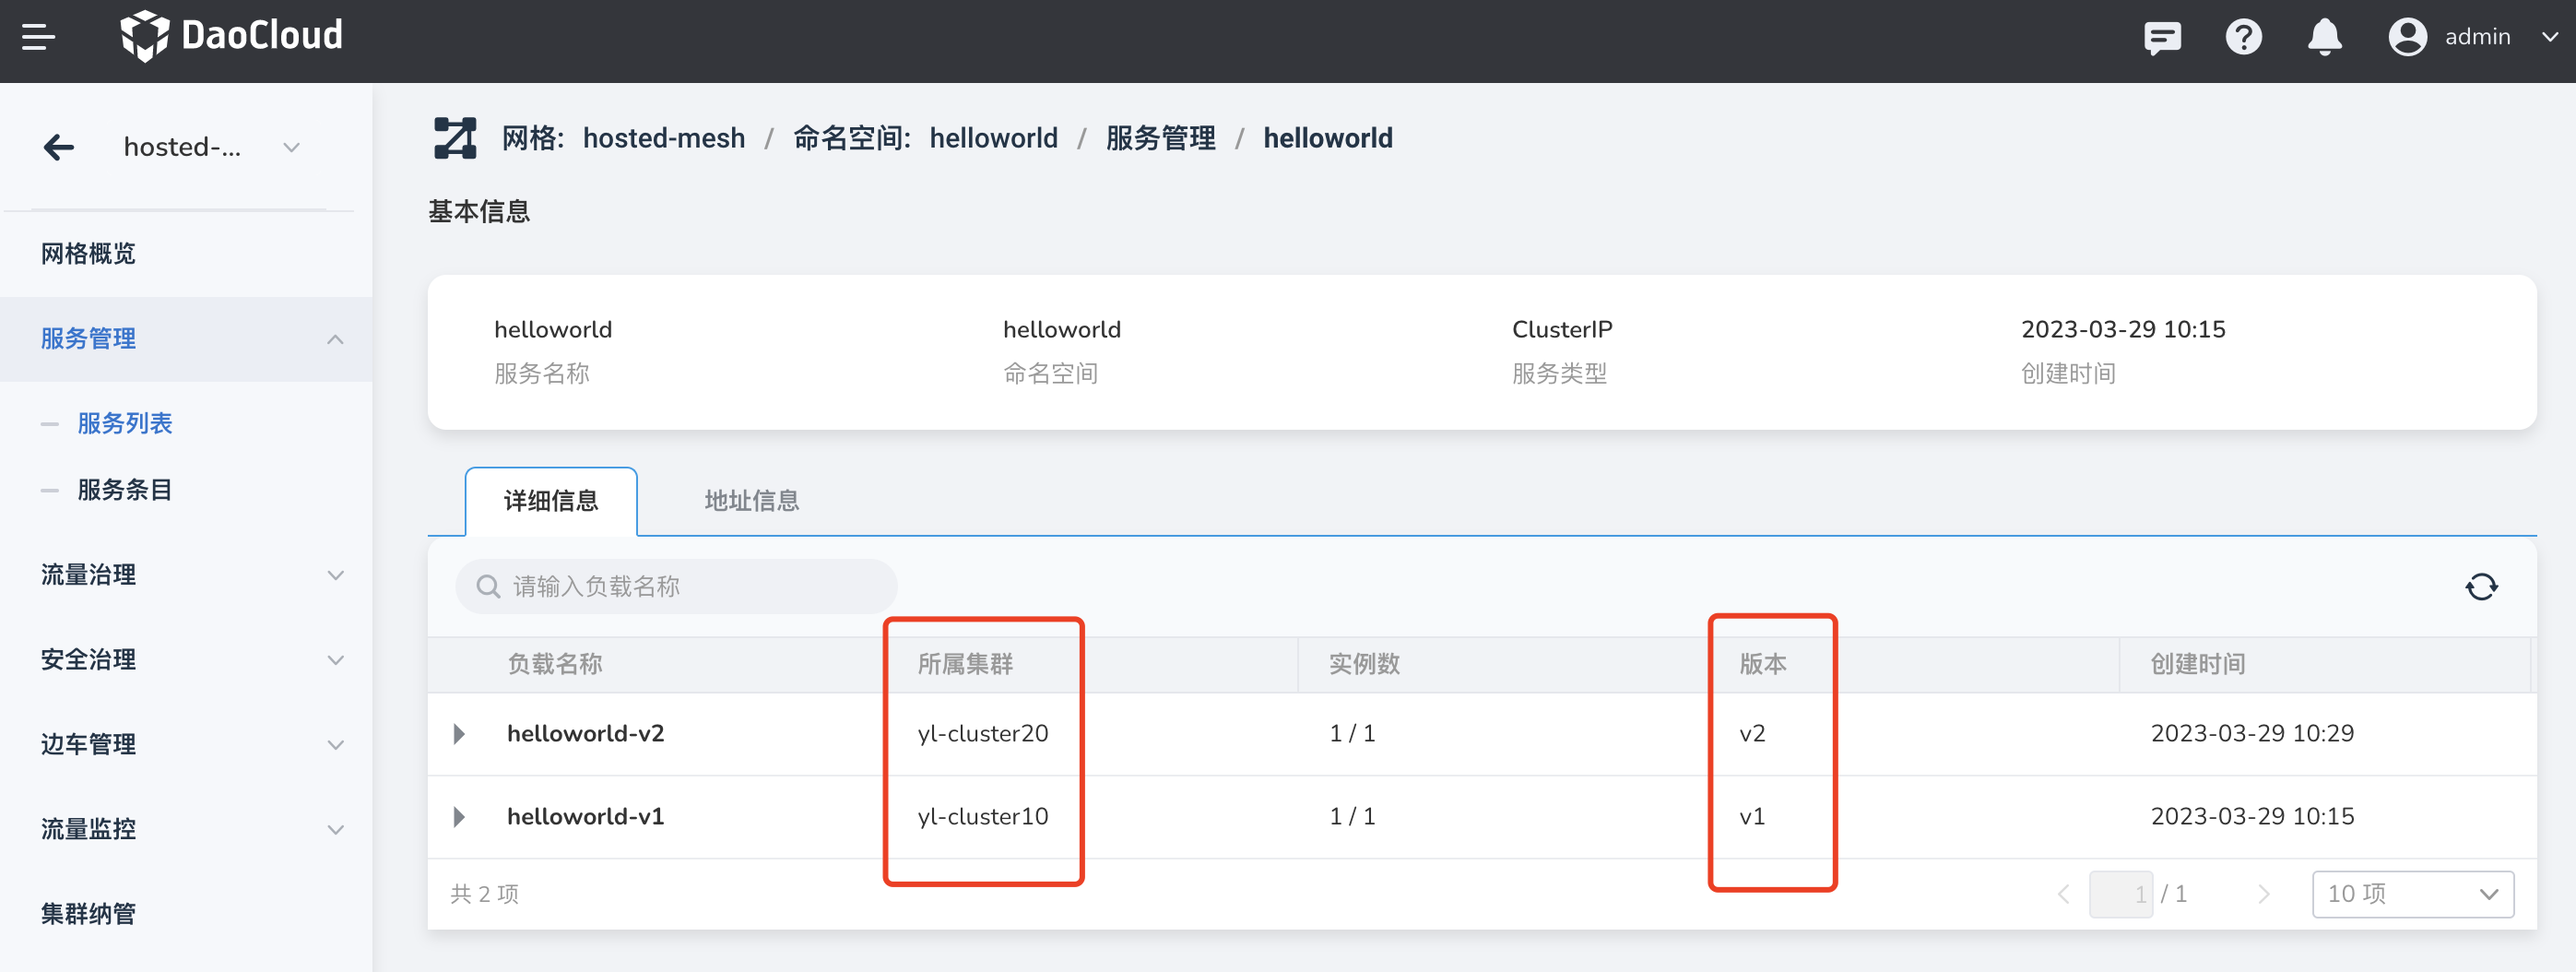 DaoCloud
admin
hosted-...
网格： hosted-mesh / 命名空间: helloworld / 服务管理 / helloworld
基本信息
网格概览
服务管理
服务列表
服务条目
流量治理
安全治理
边车管理
流量监控
集群纳管
helloworld helloworld ClusterIP 2023-03-29 10:15
服务名称 命名空间 服务类型 创建时间
详细信息 地址信息
请输入负载名称
负载名称 所属集群 实例数 版本 创建时间
helloworld-v2 yl-cluster20 1 / 1 v2 2023-03-29 10:29
helloworld-v1 yl-cluster10 1 / 1 v1 2023-03-29 10:15
共 2 项 1 / 1 10 项